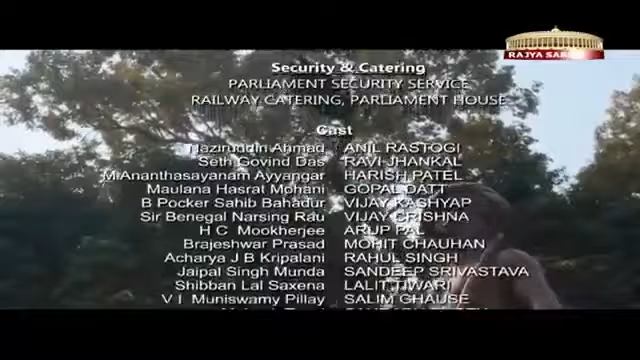 RAJYA SAB
Security & Catering
PARLIAMENT SECURITY SERVICE
RAILWAY CATERING, PARLIAMENT HOUSE
Cast
Naziruddin Ahmad ANIL RASTOGI
Seth Govind Das RAVI JHANKAL
M Ananthasayanam Ayyangar HARISH PATEL
Maulana Hasrat Mohani GOPAL DATT
B Pocker Sahib Bahadur VIJAY KASHYAP
Sir Benegal Narsing Rau VIJAY CRISHNA
H C Mookherjee ARUP PAL
Brajeshwar Prasad MOHIT CHAUHAN
Acharya J B Kripalani RAHUL SINGH
Jaipal Singh Munda SANDEEP SRIVASTAVA
Shibban Lal Saxena LALIT TIWARI
V I Muniswamy Pillay SALIM GHAUSE